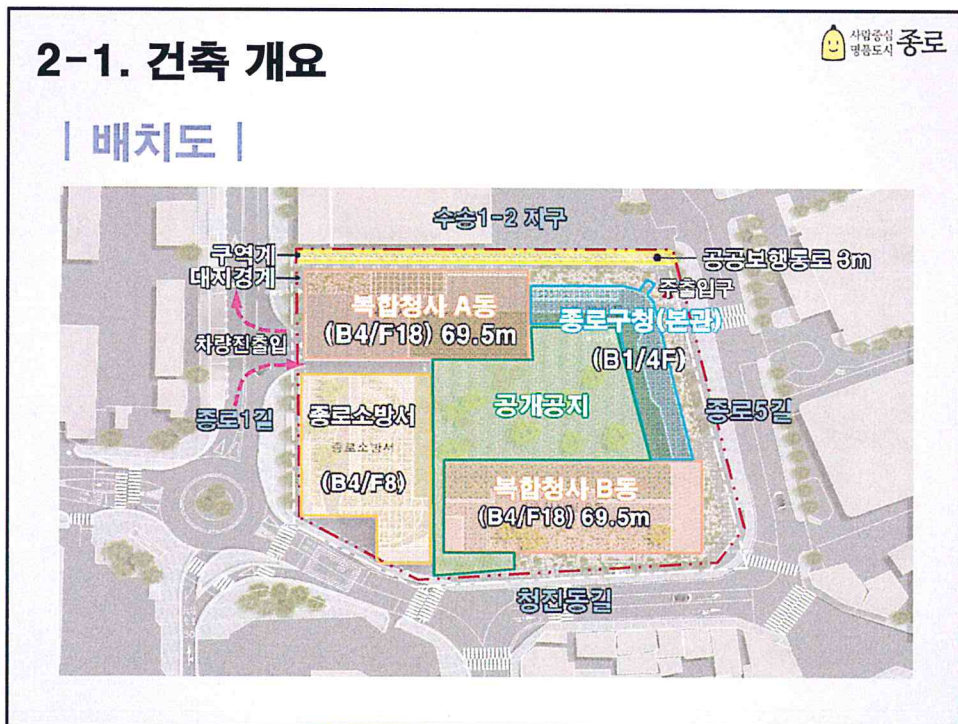 2-1. 건축 개요
사람중심
명품도시 종로
| 배치도 |
수송1-2 지구
구역계
대지경계
공공보행통로 3m
주출입구
복합청사 A동
(B4/F18) 69.5m
종로구청(본관)
(B1/4F)
차량진출입
종로1길
종로소방서
종로소방서
(B4/F8)
공개공지
종로5길
복합청사 B동
(B4/F18) 69.5m
청진동길